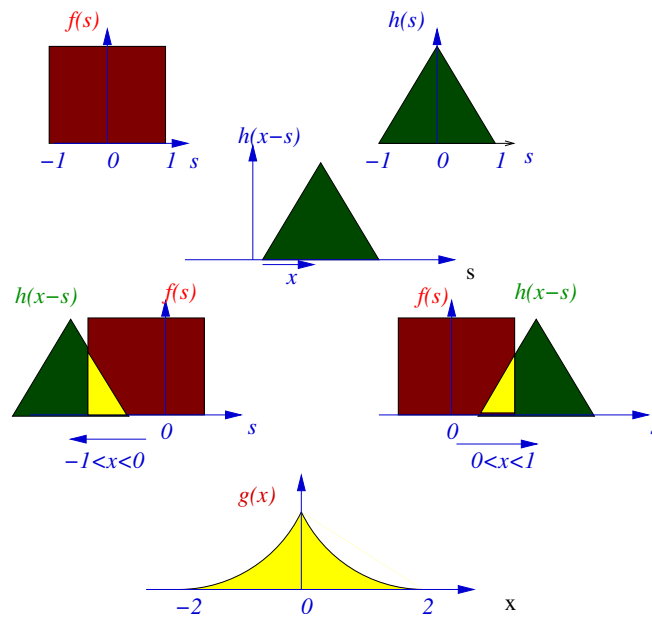 f(s)
h(s)
−1 0 1 s
−1 0 1 s
h(x−s)
x
s
h(x−s) f(s)
f(s) h(x−s)
0 s
0
−1<x<0
0<x<1
g(x)
−2 0 2 x